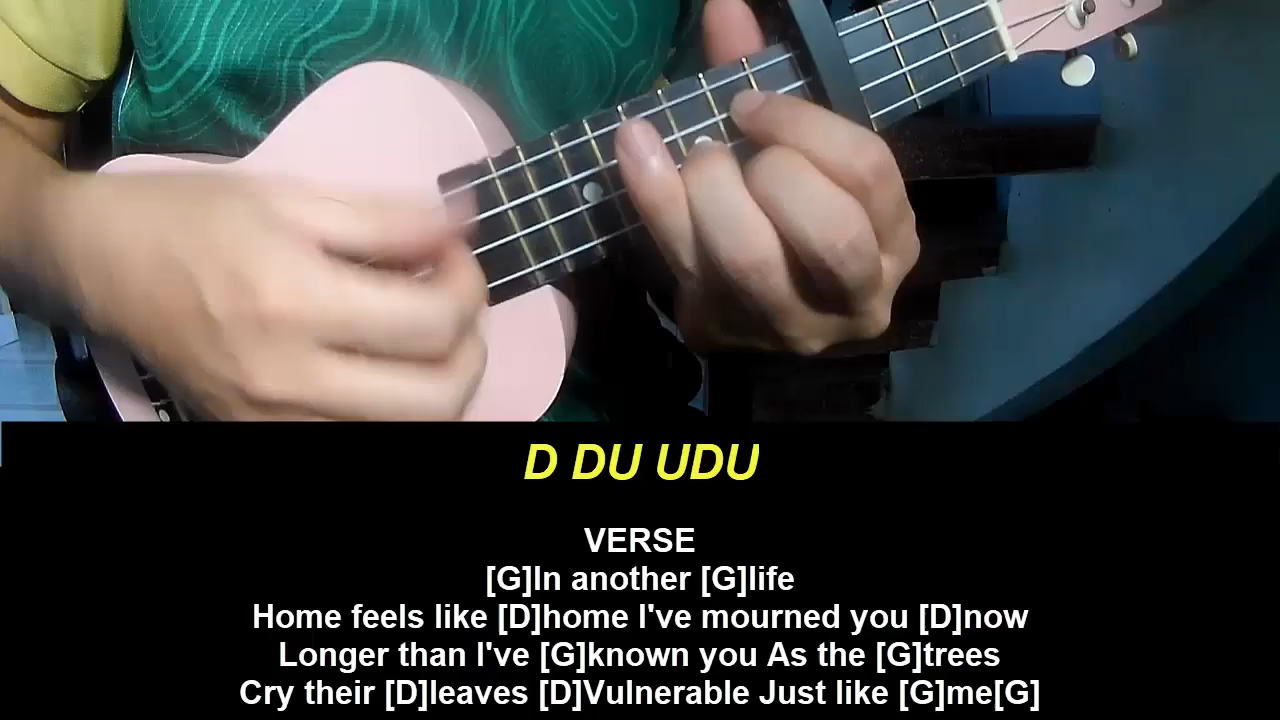 D DU UDU
VERSE
[G]In another [G]life
Home feels like [D]home I've mourned you [D]now
Longer than I've [G]known you As the [G]trees
Cry their [D]leaves [D]Vulnerable Just like [G]me[G]